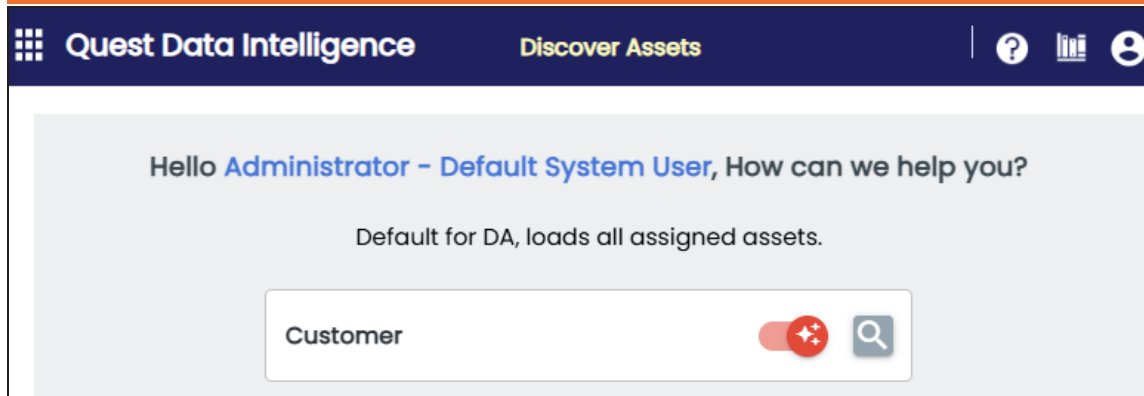 Quest Data Intelligence Discover Assets
Hello Administrator - Default System User, How can we help you?
Default for DA, loads all assigned assets.
Customer